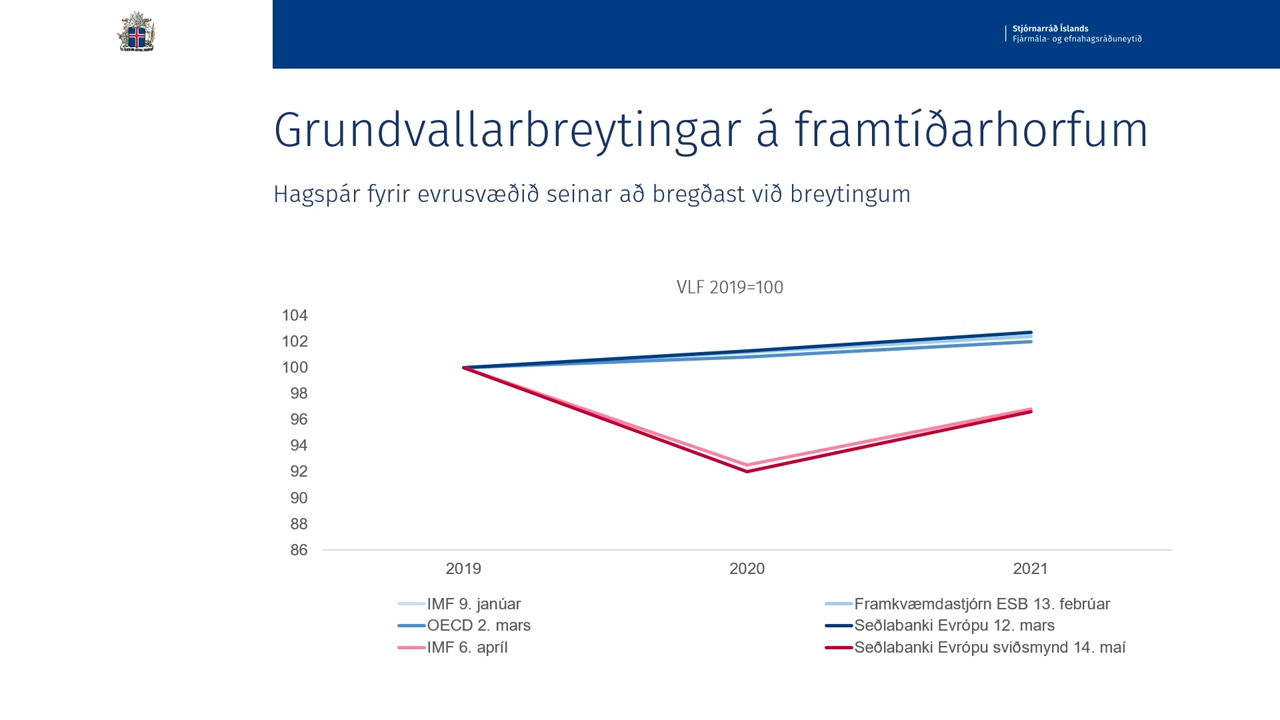 Stjórnarráð Íslands
Fjármála- og efnahagsráðuneytið
Grundvallarbreytingar á framtíðarhorfum
Hagspár fyrir evrusvæðið seinar að bregðast við breytingum
VLF 2019=100
104
102
100
98
96
94
92
90
88
86
2019 2020 2021
IMF 9. janúar Framkvæmdastjórn ESB 13. febrúar
OECD 2. mars Seðlabanki Evrópu 12. mars
IMF 6. apríl Seðlabanki Evrópu sviðsmynd 14. maí